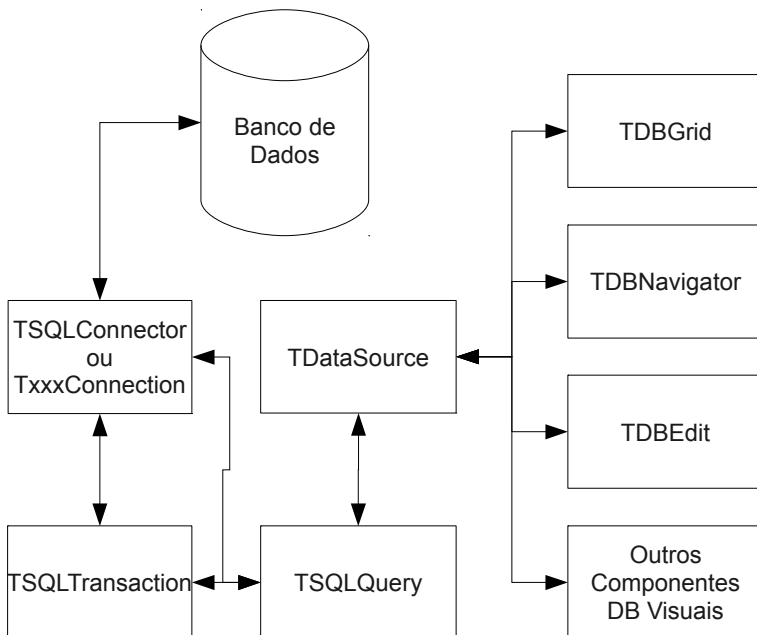 Banco de
Dados
TDBGrid
TDBNavigator
TSQLConnector
ou
TxxxConnection
TDataSource
TDBEdit
TSQLTransaction
TSQLQuery
Outros
Componentes
DB Visuais